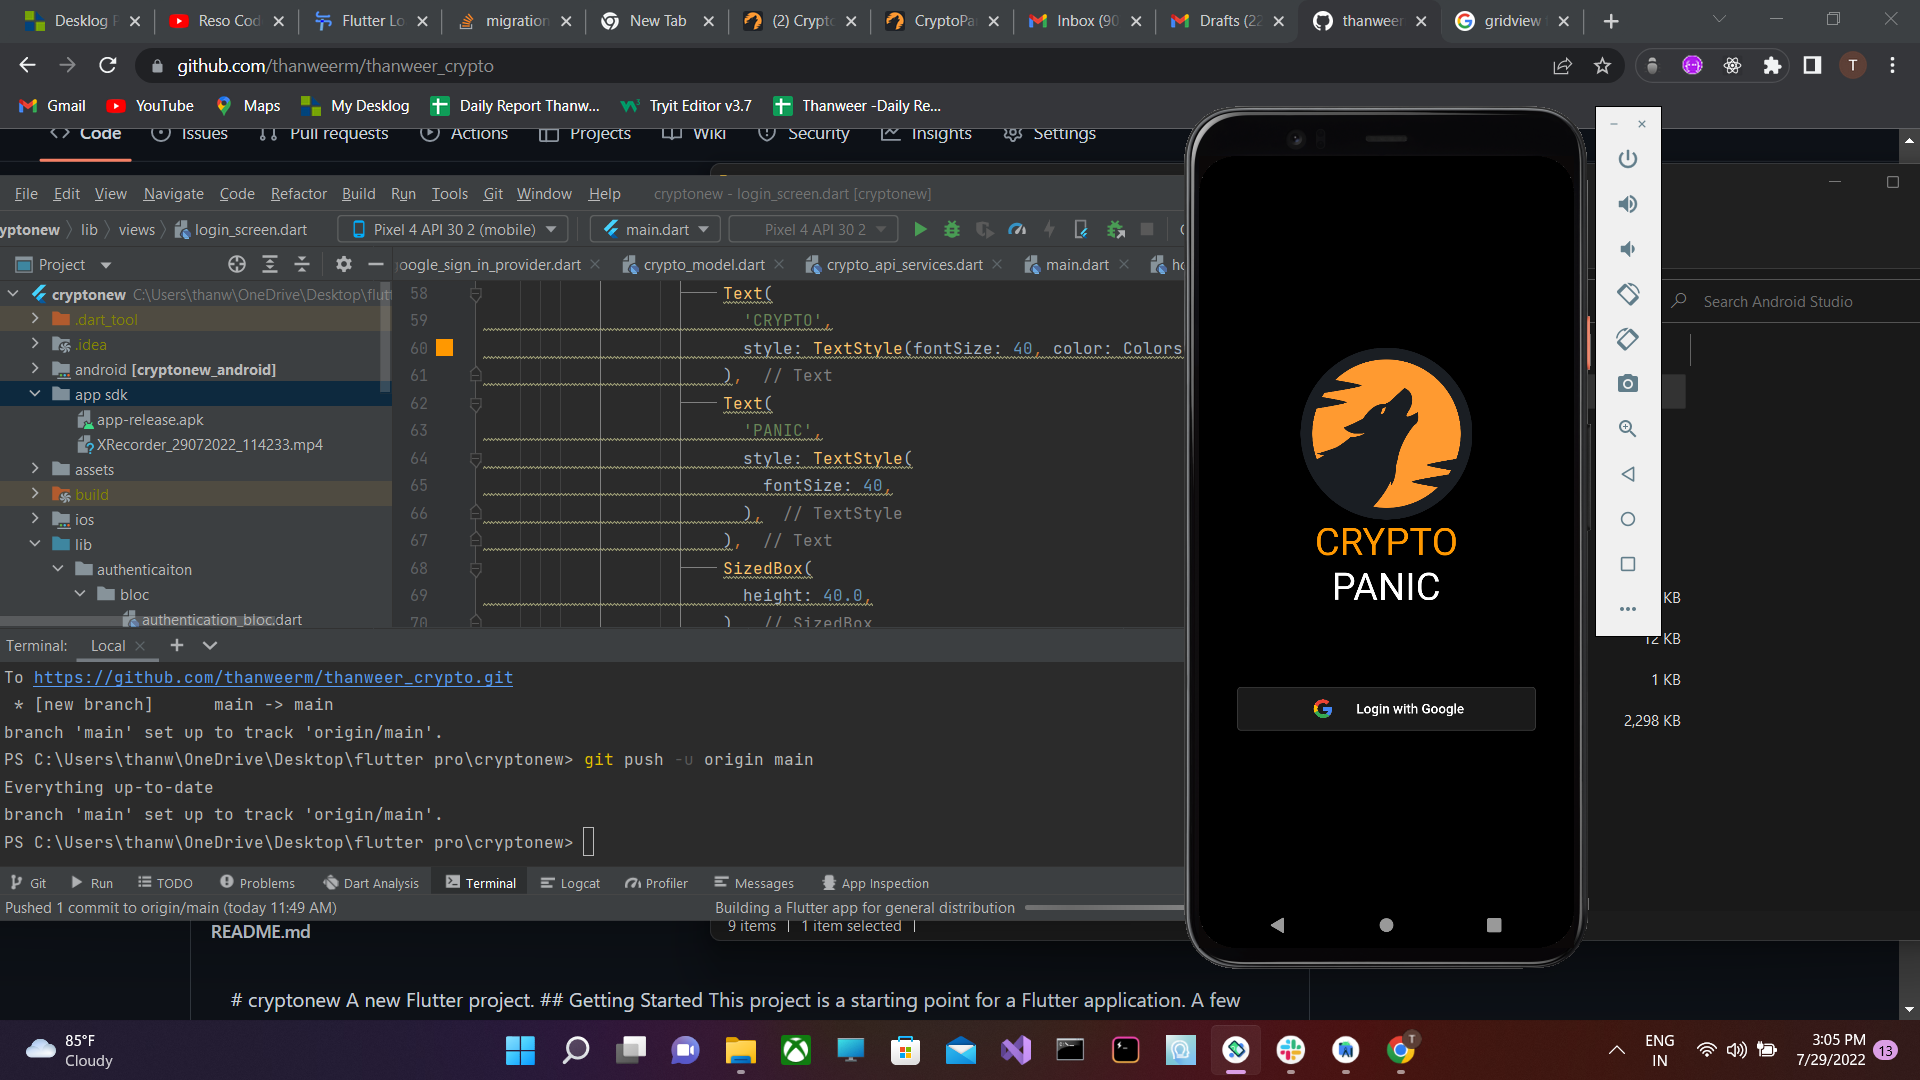 Desklog P
Reso Cod
Flutter Lo
migration
New Tab
(2) Crypto
CryptoPa
Inbox (90
Drafts (22
thanweer
gridview
github.com/thanweerm/thanweer_crypto
T
Gmail
YouTube
Maps
My Desklog
Daily Report Thanw...
Tryit Editor v3.7
Thanweer -Daily Re...
Code
Issues
Pull requests
Actions
Projects
Wiki
Security
Insights
Settings
File Edit View Navigate Code Refactor Build Run Tools Git Window Help
cryptonew - login_screen.dart [cryptonew]
yptonew
lib
views
login_screen.dart
Pixel 4 API 30 2 (mobile)
main.dart
Pixel 4 API 30 2
Project
oogle_sign_in_provider.dart
crypto_model.dart
crypto_api_services.dart
main.dart
cryptonew C:\Users\thanw\OneDrive\Desktop\flut
.dart_tool
.idea
android [cryptonew_android]
app sdk
app-release.apk
XRecorder_29072022_114233.mp4
assets
build
ios
lib
authenticaiton
bloc
authentication_bloc.dart
58 Text(
59 'CRYPTO',
60 style: TextStyle(fontSize: 40, color: Colors
61 ), // Text
62 Text(
63 'PANIC',
64 style: TextStyle(
65 fontSize: 40,
66 ), // TextStyle
67 ), // Text
68 SizedBox(
69 height: 40.0,
70 ) // SizedBox
Terminal: Local
To https://github.com/thanweerm/thanweer_crypto.git
* [new branch] main -> main
branch 'main' set up to track 'origin/main'.
PS C:\Users\thanw\OneDrive\Desktop\flutter pro\cryptonew> git push -u origin main
Everything up-to-date
branch 'main' set up to track 'origin/main'.
PS C:\Users\thanw\OneDrive\Desktop\flutter pro\cryptonew>
Git
Run
TODO
Problems
Dart Analysis
Terminal
Logcat
Profiler
Messages
App Inspection
Pushed 1 commit to origin/main (today 11:49 AM)
Building a Flutter app for general distribution
9 items
1 item selected
README.md
# cryptonew A new Flutter project. ## Getting Started This project is a starting point for a Flutter application. A few
CRYPTO
PANIC
Login with Google
Search Android Studio
KB
12 KB
1 KB
2,298 KB
85°F
Cloudy
T
ENG
IN
3:05 PM
7/29/2022
13